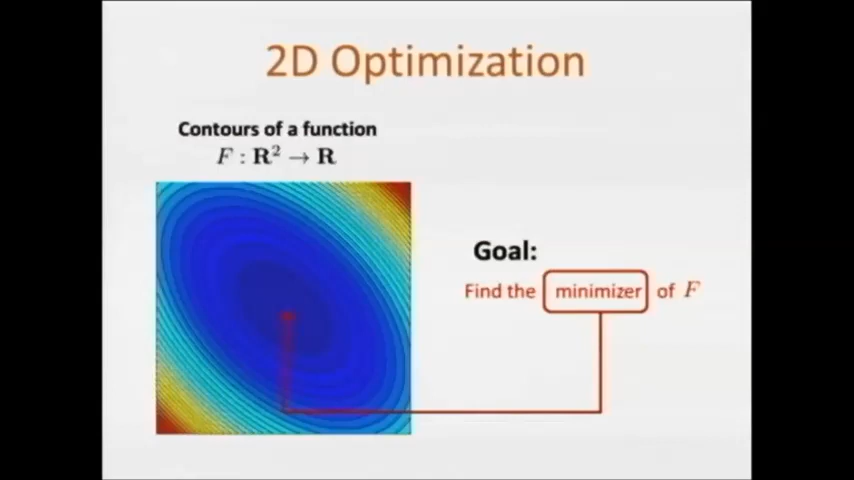 2D Optimization
Contours of a function
F : R² → R
Goal:
Find the minimizer of F